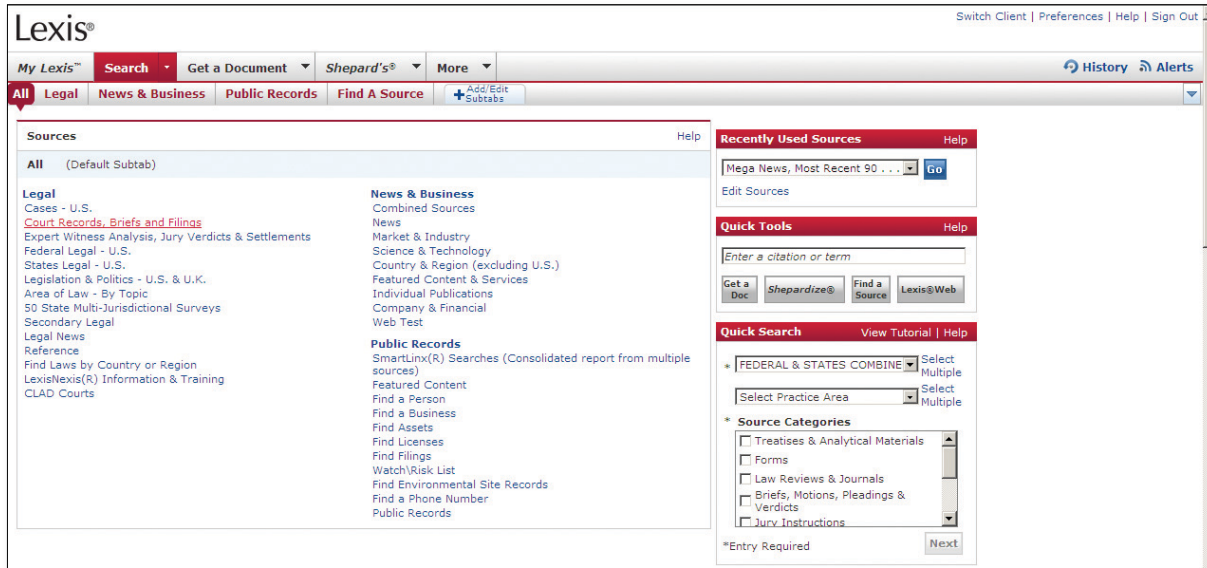 Lexis®
Switch Client | Preferences | Help | Sign Out
My Lexis™ Search Get a Document Shepard's® More
History Alerts
All Legal News & Business Public Records Find A Source
Add/Edit
Subtabs
Sources Help
All (Default Subtab)
Legal
Cases - U.S.
Court Records, Briefs and Filings
Expert Witness Analysis, Jury Verdicts & Settlements
Federal Legal - U.S.
States Legal - U.S.
Legislation & Politics - U.S. & U.K.
Area of Law - By Topic
50 State Multi-Jurisdictional Surveys
Secondary Legal
Legal News
Reference
Find Laws by Country or Region
LexisNexis(R) Information & Training
CLAD Courts
News & Business
Combined Sources
News
Market & Industry
Science & Technology
Country & Region (excluding U.S.)
Featured Content & Services
Individual Publications
Company & Financial
Web Test
Public Records
SmartLinx(R) Searches (Consolidated report from multiple
sources)
Featured Content
Find a Person
Find a Business
Find Assets
Find Licenses
Find Filings
Watch\Risk List
Find Environmental Site Records
Find a Phone Number
Public Records
Recently Used Sources Help
Mega News, Most Recent 90 . . . Go
Edit Sources
Quick Tools Help
Enter a citation or term
Get a
Doc
Shepardize®
Find a
Source
Lexis®Web
Quick Search View Tutorial | Help
* FEDERAL & STATES COMBINE
Select
Multiple
Select Practice Area
Select
Multiple
* Source Categories
Treatises & Analytical Materials
Forms
Law Reviews & Journals
Briefs, Motions, Pleadings &
Verdicts
Jury Instructions
*Entry Required Next